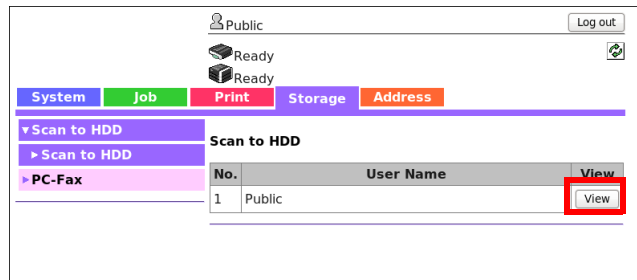 Public
Log out
Ready
Ready
System Job Print Storage Address
Scan to HDD
Scan to HDD
PC-Fax
Scan to HDD
No. User Name View
1 Public View